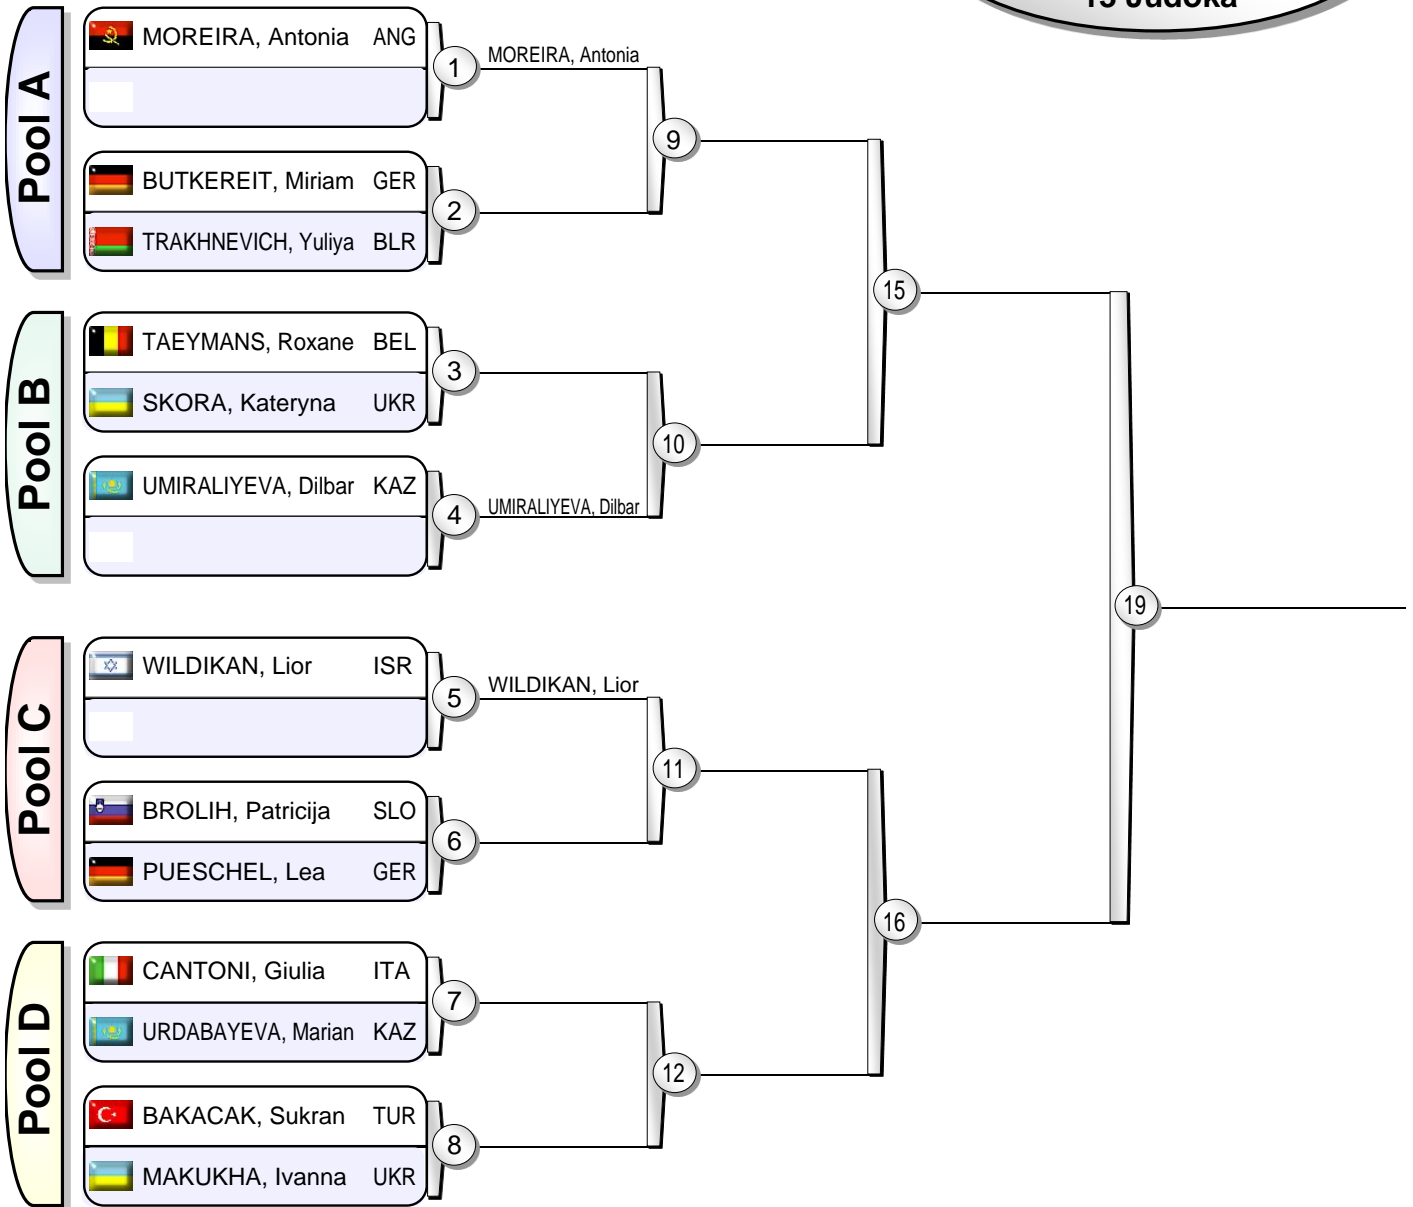 13 Judoka
Pool A
MOREIRA, Antonia ANG
1
MOREIRA, Antonia
BUTKEREIT, Miriam GER
TRAKHNEVICH, Yuliya BLR
2
9
Pool B
TAEYMANS, Roxane BEL
SKORA, Kateryna UKR
3
UMIRALIYEVA, Dilbar KAZ
4
UMIRALIYEVA, Dilbar
10
15
Pool C
WILDIKAN, Lior ISR
5
WILDIKAN, Lior
BROLIH, Patricija SLO
PUESCHEL, Lea GER
6
11
Pool D
CANTONI, Giulia ITA
URDABAYEVA, Marian KAZ
7
BAKACAK, Sukran TUR
MAKUKHA, Ivanna UKR
8
12
16
19